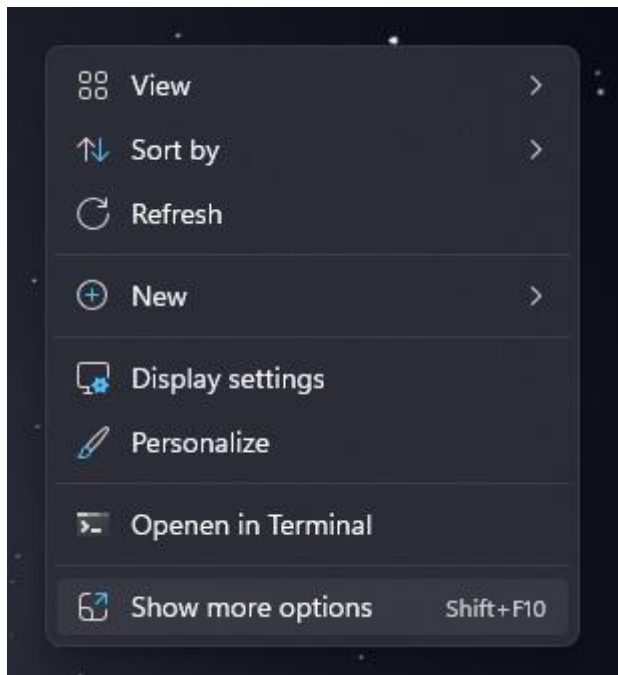 View
Sort by
Refresh
New
Display settings
Personalize
Openen in Terminal
Show more options Shift+F10